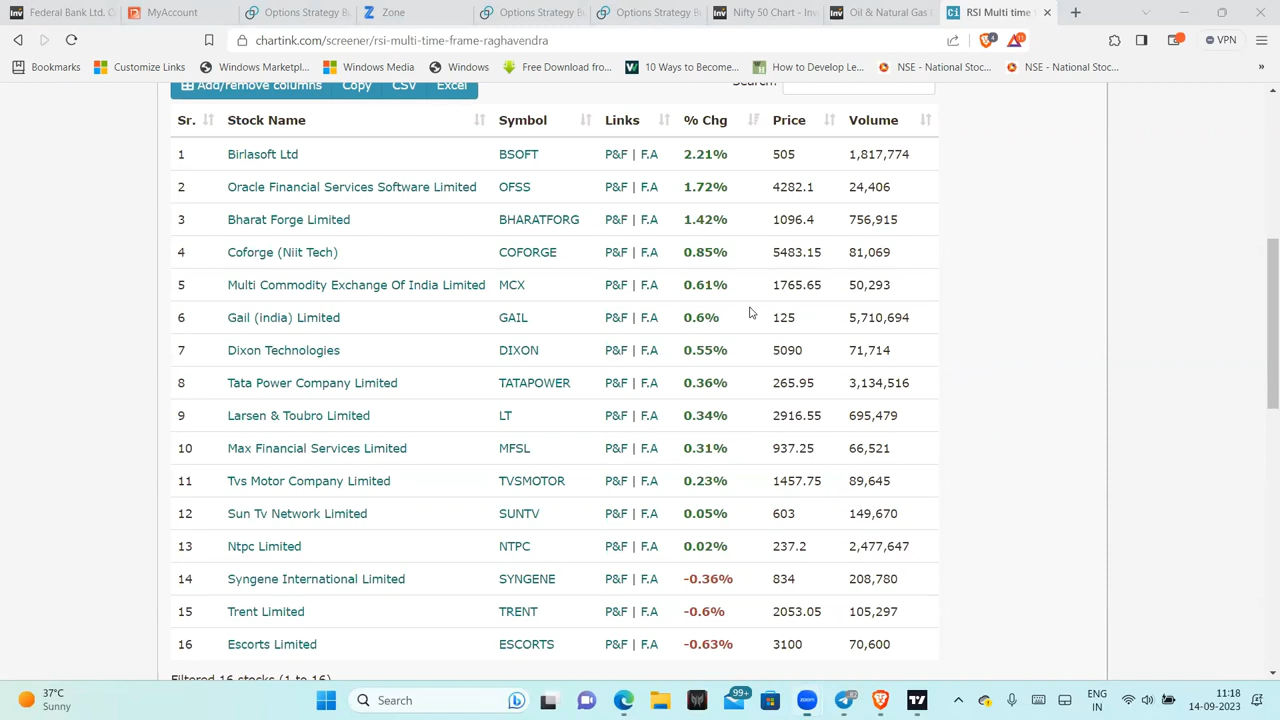 Federal Bank Ltd. C
MyAccount
Options Strategy Bu
Zone
Options Strategy Bu
Options Strategy Bu
Nifty 50 Chart - Inv
Oil & Natural Gas C
RSI Multi time f
chartink.com/screener/rsi-multi-time-frame-raghavendra
4
11
VPN
Bookmarks
Customize Links
Windows Marketpl...
Windows Media
Windows
Free Download fro...
10 Ways to Become...
How to Develop Le...
NSE - National Stoc...
NSE - National Stoc...
»
Add/remove columns Copy CSV Excel
Search:
Sr. Stock Name Symbol Links % Chg Price Volume
1 Birlasoft Ltd BSOFT P&F | F.A 2.21% 505 1,817,774
2 Oracle Financial Services Software Limited OFSS P&F | F.A 1.72% 4282.1 24,406
3 Bharat Forge Limited BHARATFORG P&F | F.A 1.42% 1096.4 756,915
4 Coforge (Niit Tech) COFORGE P&F | F.A 0.85% 5483.15 81,069
5 Multi Commodity Exchange Of India Limited MCX P&F | F.A 0.61% 1765.65 50,293
6 Gail (india) Limited GAIL P&F | F.A 0.6% 125 5,710,694
7 Dixon Technologies DIXON P&F | F.A 0.55% 5090 71,714
8 Tata Power Company Limited TATAPOWER P&F | F.A 0.36% 265.95 3,134,516
9 Larsen & Toubro Limited LT P&F | F.A 0.34% 2916.55 695,479
10 Max Financial Services Limited MFSL P&F | F.A 0.31% 937.25 66,521
11 Tvs Motor Company Limited TVSMOTOR P&F | F.A 0.23% 1457.75 89,645
12 Sun Tv Network Limited SUNTV P&F | F.A 0.05% 603 149,670
13 Ntpc Limited NTPC P&F | F.A 0.02% 237.2 2,477,647
14 Syngene International Limited SYNGENE P&F | F.A -0.36% 834 208,780
15 Trent Limited TRENT P&F | F.A -0.6% 2053.05 105,297
16 Escorts Limited ESCORTS P&F | F.A -0.63% 3100 70,600
Filtered 16 stocks (1 to 16)
37°C
Sunny
Search
99+
ENG
IN
11:18
14-09-2023